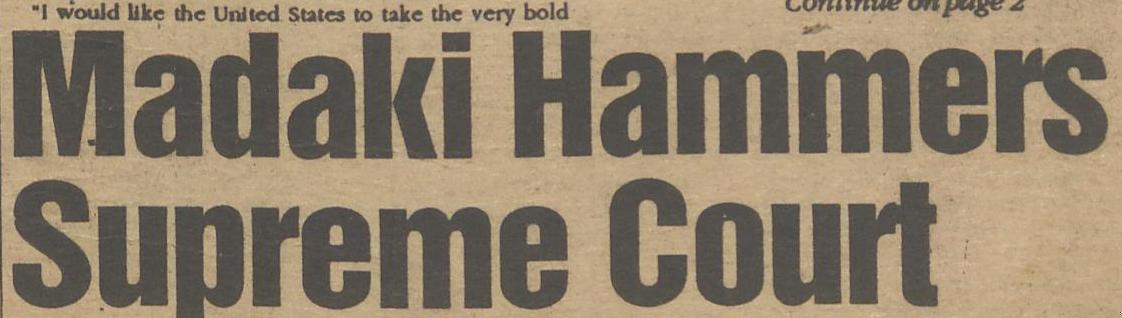 "I would like the United States to take the very bold
Continue on page 2
Madaki Hammers
Supreme Court